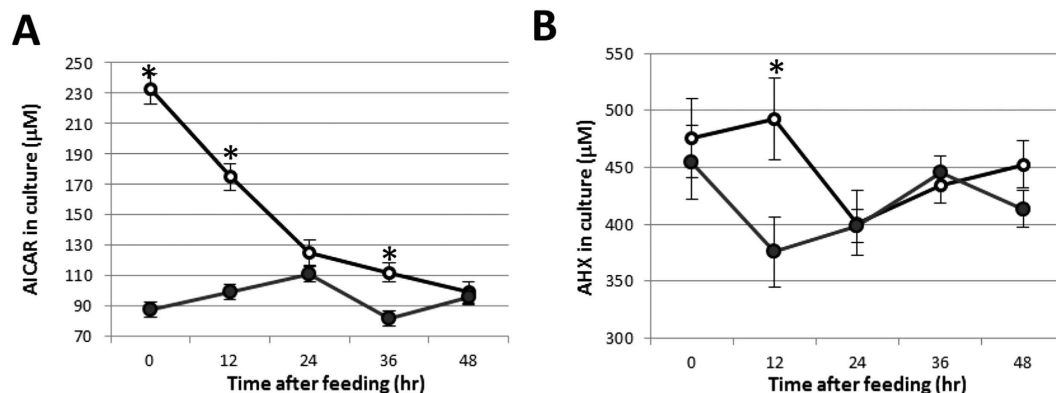 A
AICAR in culture (μM)
250
230
210
190
170
150
130
110
90
70
*
*
*
0 12 24 36 48
Time after feeding (hr)
B
AHX in culture (μM)
550
500
450
400
350
300
*
0 12 24 36 48
Time after feeding (hr)